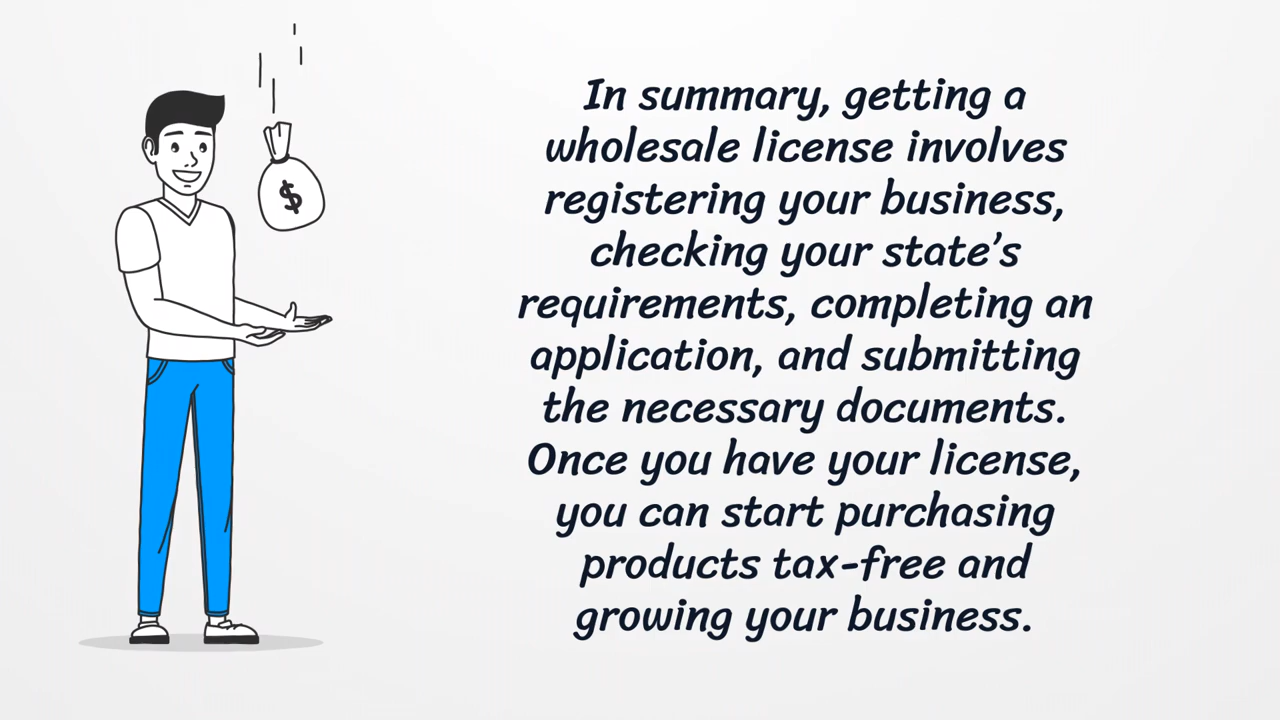 $
In summary, getting a
wholesale license involves
registering your business,
checking your state’s
requirements, completing an
application, and submitting
the necessary documents.
Once you have your license,
you can start purchasing
products tax-free and
growing your business.